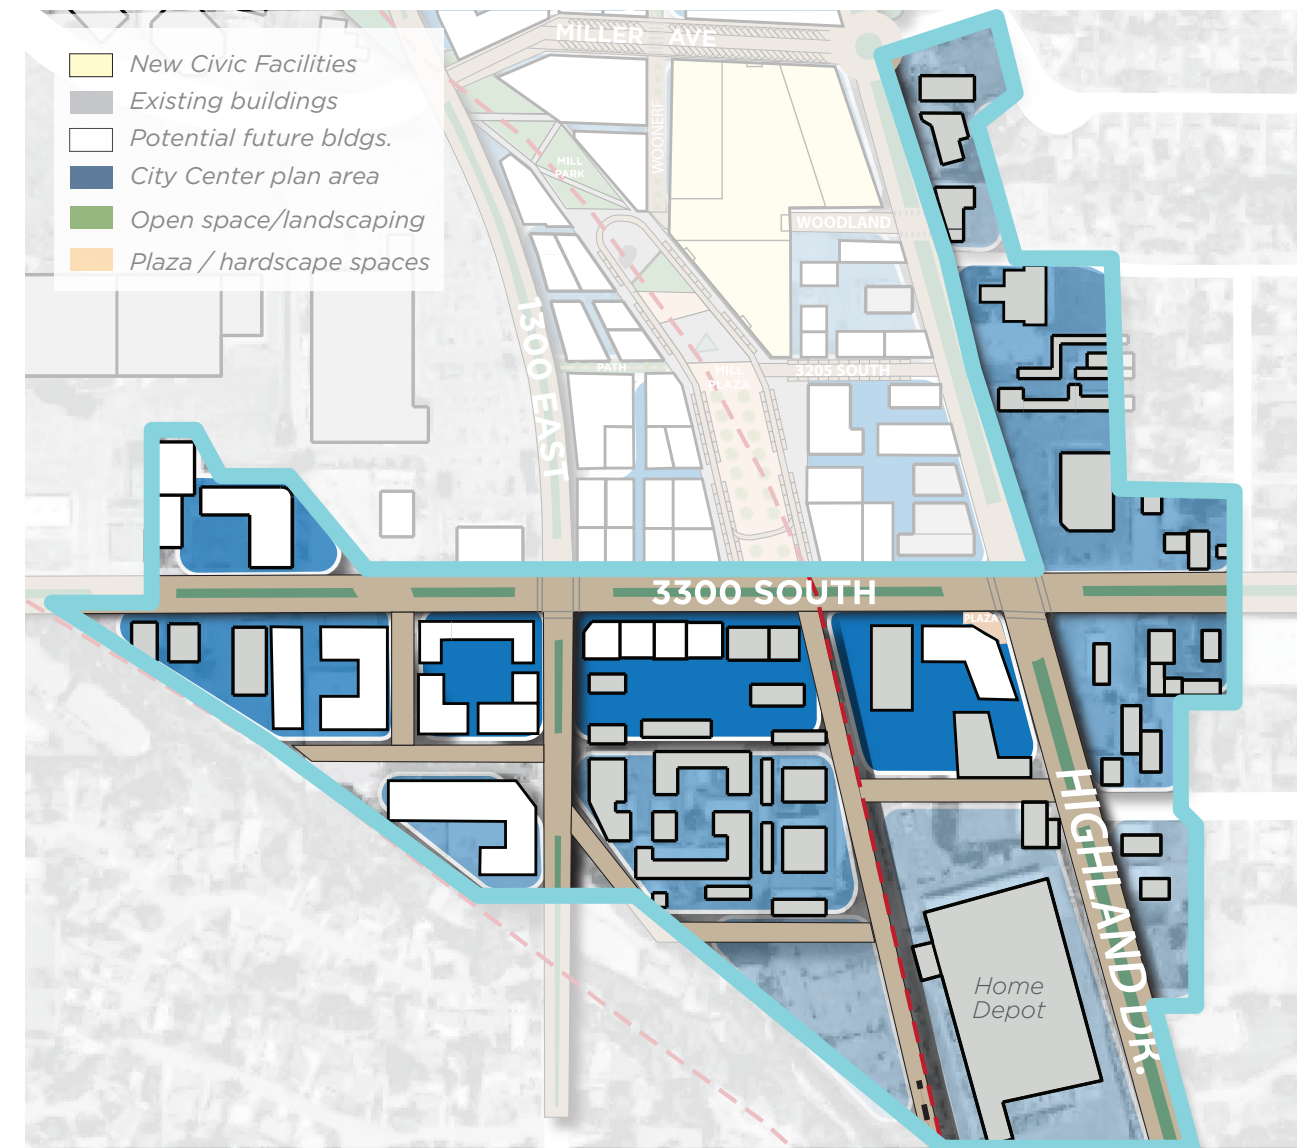 MILLER AVE
New Civic Facilities
Existing buildings
Potential future bldgs.
City Center plan area
Open space/landscaping
Plaza / hardscape spaces
WOONERF
MILL
PARK
WOODLAND
1300 EAST
PATH
MILL
PLAZA
3205 SOUTH
3300 SOUTH
PLAZA
HIGHLAND DR.
Home
Depot